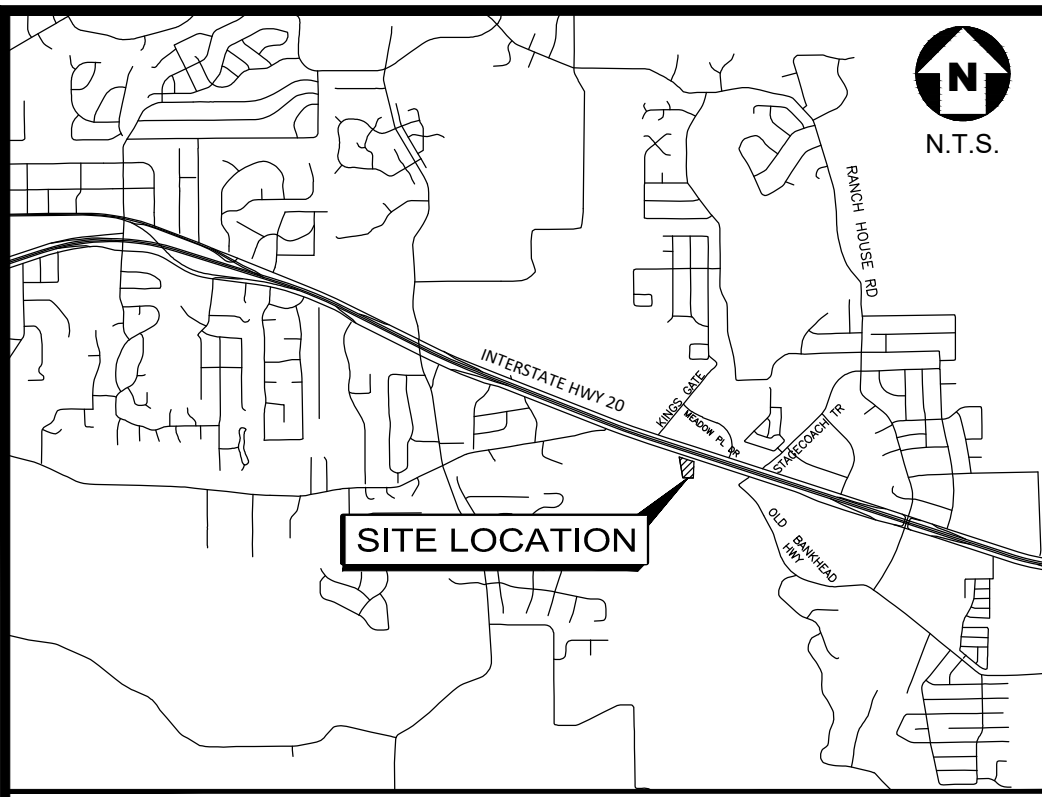 N
N.T.S.
RANCH HOUSE RD
INTERSTATE HWY 20
KINGS GATE
MEADOW PL DR
STAGECOACH TR
SITE LOCATION
OLD BANKHEAD
HWY